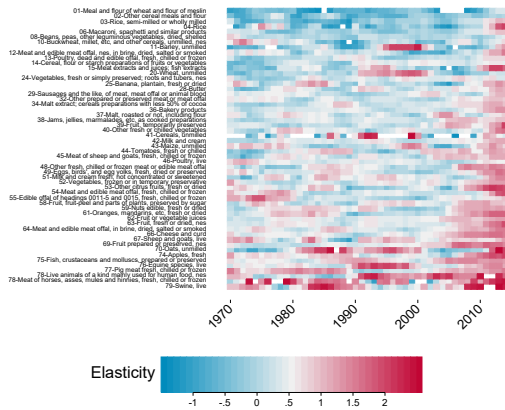 01-Meal and flour of wheat and flour of meslin
02-Other cereal meals and flour
03-Rice, semi-milled or wholly milled
04-Rice
06-Macaroni, spaghetti and similar products
08-Beans, peas, other leguminous vegetables, dried, shelled
10-Buckwheat, millet, etc, and other cereals, unmilled, nes
11-Barley, unmilled
12-Meat and edible meat offal, nes, in brine, dried, salted or smoked
13-Poultry, dead and edible offal, fresh, chilled or frozen
14-Cereal, flour or starch preparations of fruits or vegetables
16-Meat extracts and juices; fish extracts
20-Wheat, unmilled
24-Vegetables, fresh or simply preserved; roots and tubers, nes
25-Banana, plantain, fresh or dried
28-Butter
29-Sausages and the like, of meat, meat offal or animal blood
32-Other prepared or preserved meat or meat offal
34-Malt extract; cereals preparations with less 50% of cocoa
36-Bakery products
37-Malt, roasted or not, including flour
38-Jams, jellies, marmalades, etc, as cooked preparations
39-Fruit, temporarily preserved
40-Other fresh or chilled vegetables
41-Cereals, unmilled
42-Milk and cream
43-Maize, unmilled
44-Tomatoes, fresh or chilled
45-Meat of sheep and goats, fresh, chilled or frozen
46-Poultry, live
48-Other fresh, chilled or frozen meat or edible meat offal
49-Eggs, birds', and egg yolks, fresh, dried or preserved
51-Milk and cream fresh, not concentrated or sweetened
52-Vegetables, frozen or in temporary preservative
53-Other citrus fruits, fresh or dried
54-Meat and edible meat offal, fresh, chilled or frozen
55-Edible offal of headings 0011-5 and 0015, fresh, chilled or frozen
58-Fruit, fruit-peel and parts of plants, preserved by sugar
59-Nuts edible, fresh or dried
61-Oranges, mandarins, etc, fresh or dried
62-Fruit or vegetable juices
63-Fruit, fresh or dried, nes
64-Meat and edible meat offal, in brine, dried, salted or smoked
66-Cheese and curd
67-Sheep and goats, live
69-Fruit prepared or preserved, nes
70-Oats, unmilled
74-Apples, fresh
75-Fish, crustaceans and molluscs, prepared or preserved
76-Equine species, live
77-Pig meat fresh, chilled or frozen
78-Live animals of a kind mainly used for human food, nes
78-Meat of horses, asses, mules and hinnies, fresh, chilled or frozen
79-Swine, live
1970
1980
1990
2000
2010
Elasticity
-1
-.5
0
.5
1
1.5
2